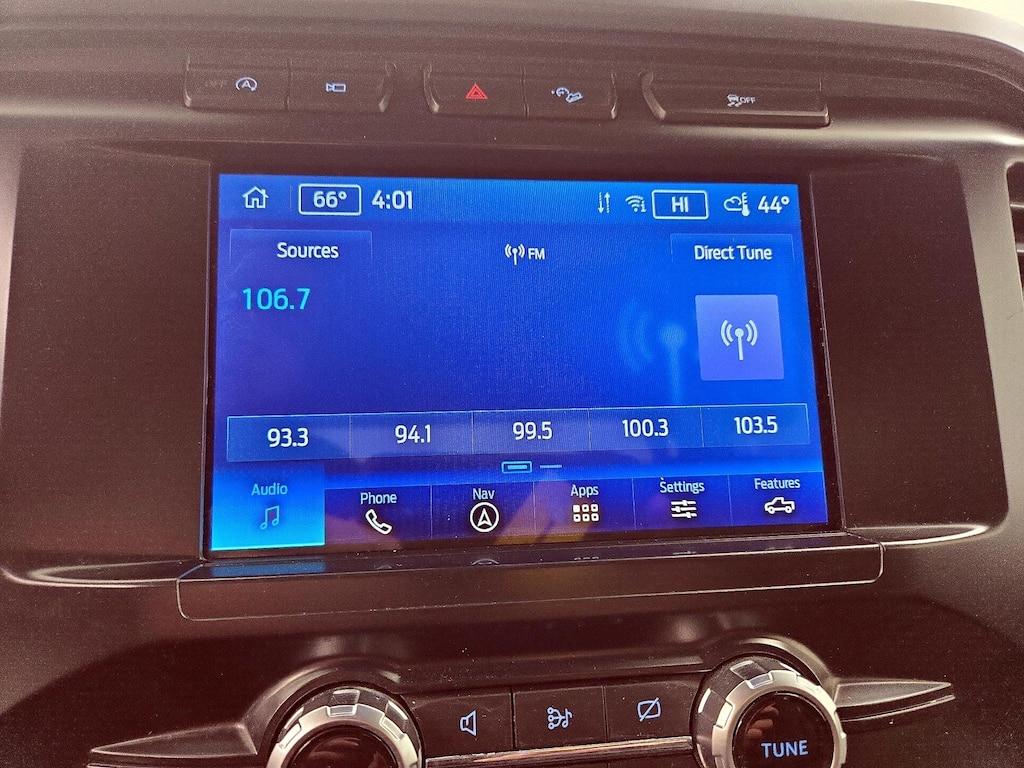 OFF A
OFF
66° 4:01 HI 44°
Sources FM Direct Tune
106.7
93.3 94.1 99.5 100.3 103.5
Audio Phone Nav Apps Settings Features
TUNE